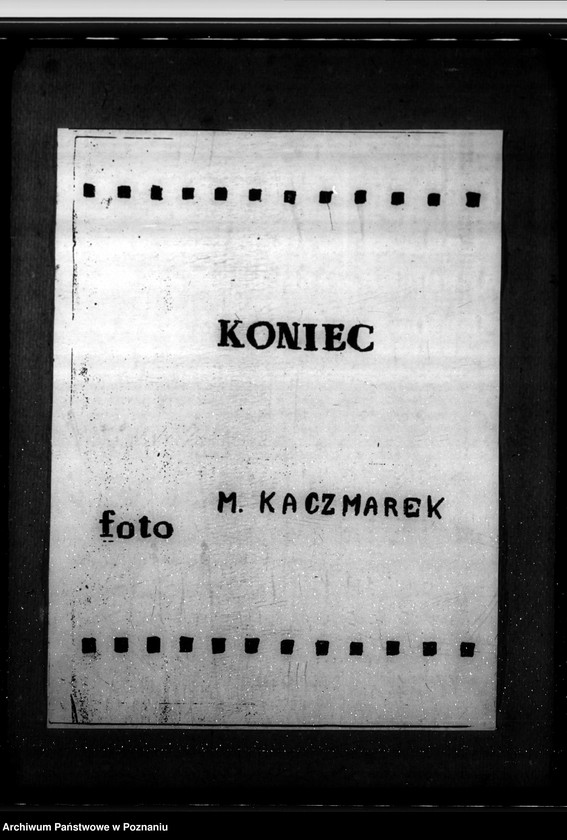 KONIEC
foto M. KACZMAREK
Archiwum Państwowe w Poznaniu